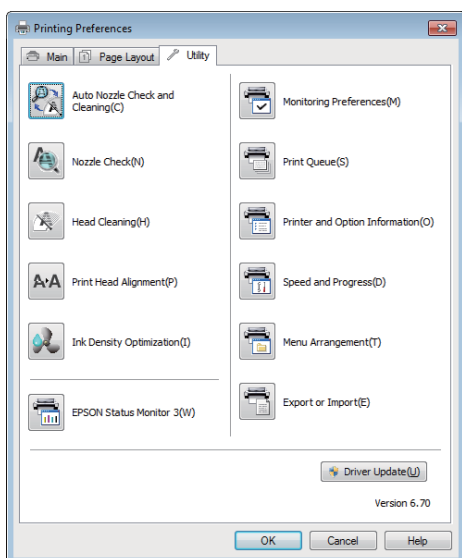 Printing Preferences
Main
Page Layout
Utility
Auto Nozzle Check and
Cleaning(C)
Nozzle Check(N)
Head Cleaning(H)
Print Head Alignment(P)
Ink Density Optimization(I)
EPSON Status Monitor 3(W)
Monitoring Preferences(M)
Print Queue(S)
Printer and Option Information(O)
Speed and Progress(D)
Menu Arrangement(T)
Export or Import(E)
Driver Update(U)
Version 6.70
OK
Cancel
Help